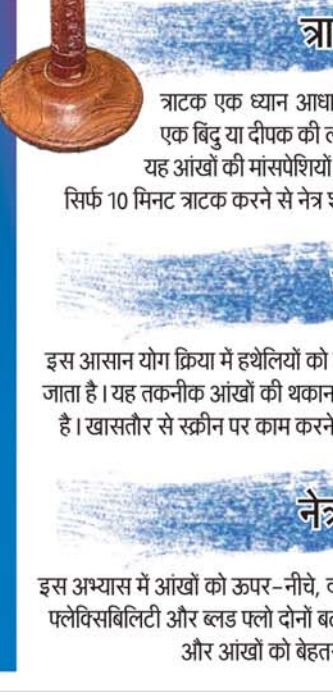 त्रा
त्राटक एक ध्यान आधा
एक बिंदु या दीपक की
यह आंखों की मांसपेशियों
सिर्फ 10 मिनट त्राटक करने से नेत्र
इस आसान योग क्रिया में हथेलियों को
जाता है। यह तकनीक आंखों की थकान
है। खासतौर से स्क्रीन पर काम करने
नेत्र
इस अभ्यास में आंखों को ऊपर-नीचे,
फ्लेक्सिबिलिटी और ब्लड फ्लो दोनों
और आंखों को बेहतर